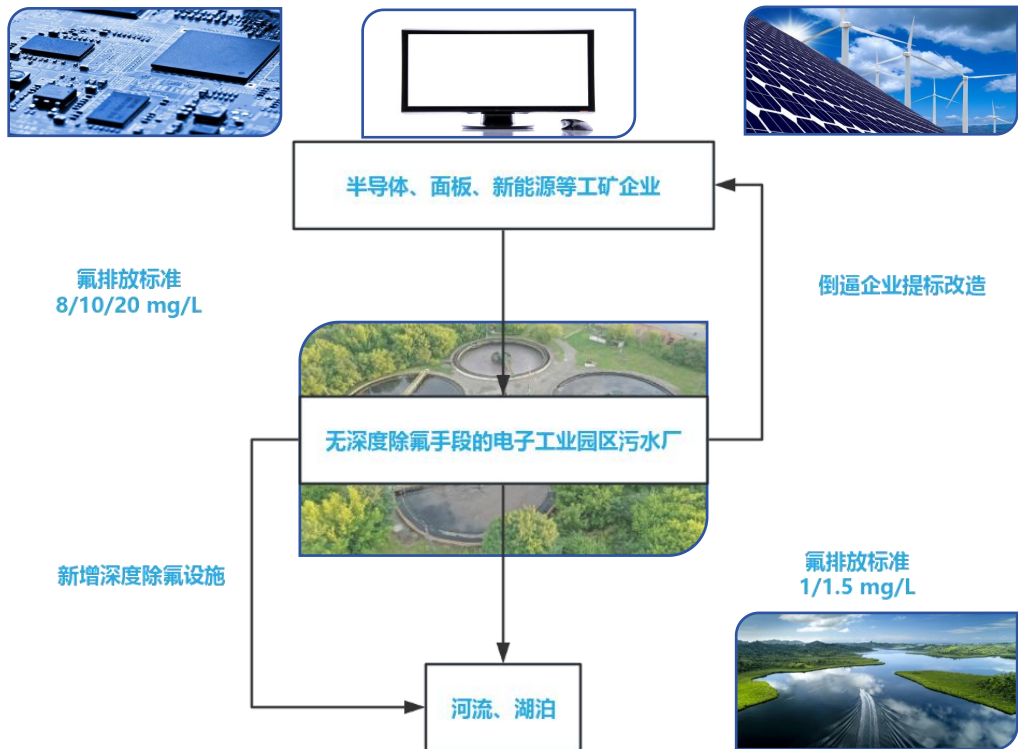 半导体、面板、新能源等工矿企业
氟排放标准
8/10/20 mg/L
倒逼企业提标改造
无深度除氟手段的电子工业园区污水厂
新增深度除氟设施
氟排放标准
1/1.5 mg/L
河流、湖泊